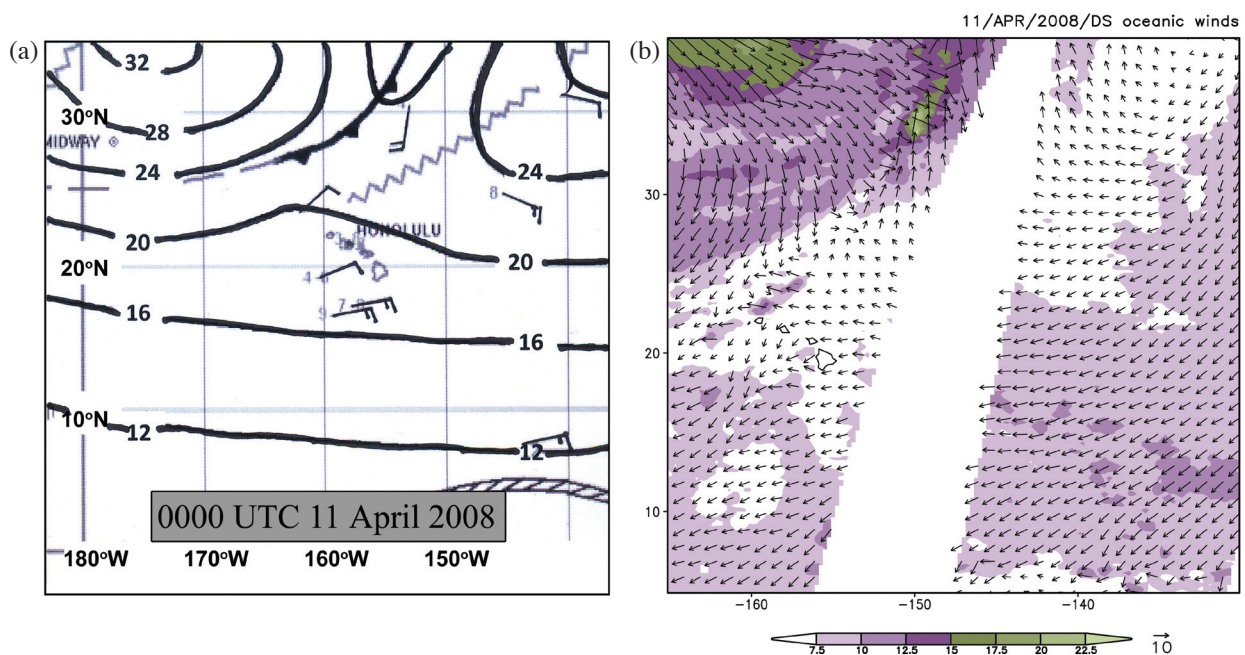 (a)
32
30°N
28
MIDWAY
24
24
8
20
HONOLULU
20°N
20
4
7
9
16
16
10°N
12
12
0000 UTC 11 April 2008
180°W 170°W 160°W 150°W
11/APR/2008/DS oceanic winds
(b)
30
20
10
−160 −150 −140
7.5 10 12.5 15 17.5 20 22.5 10